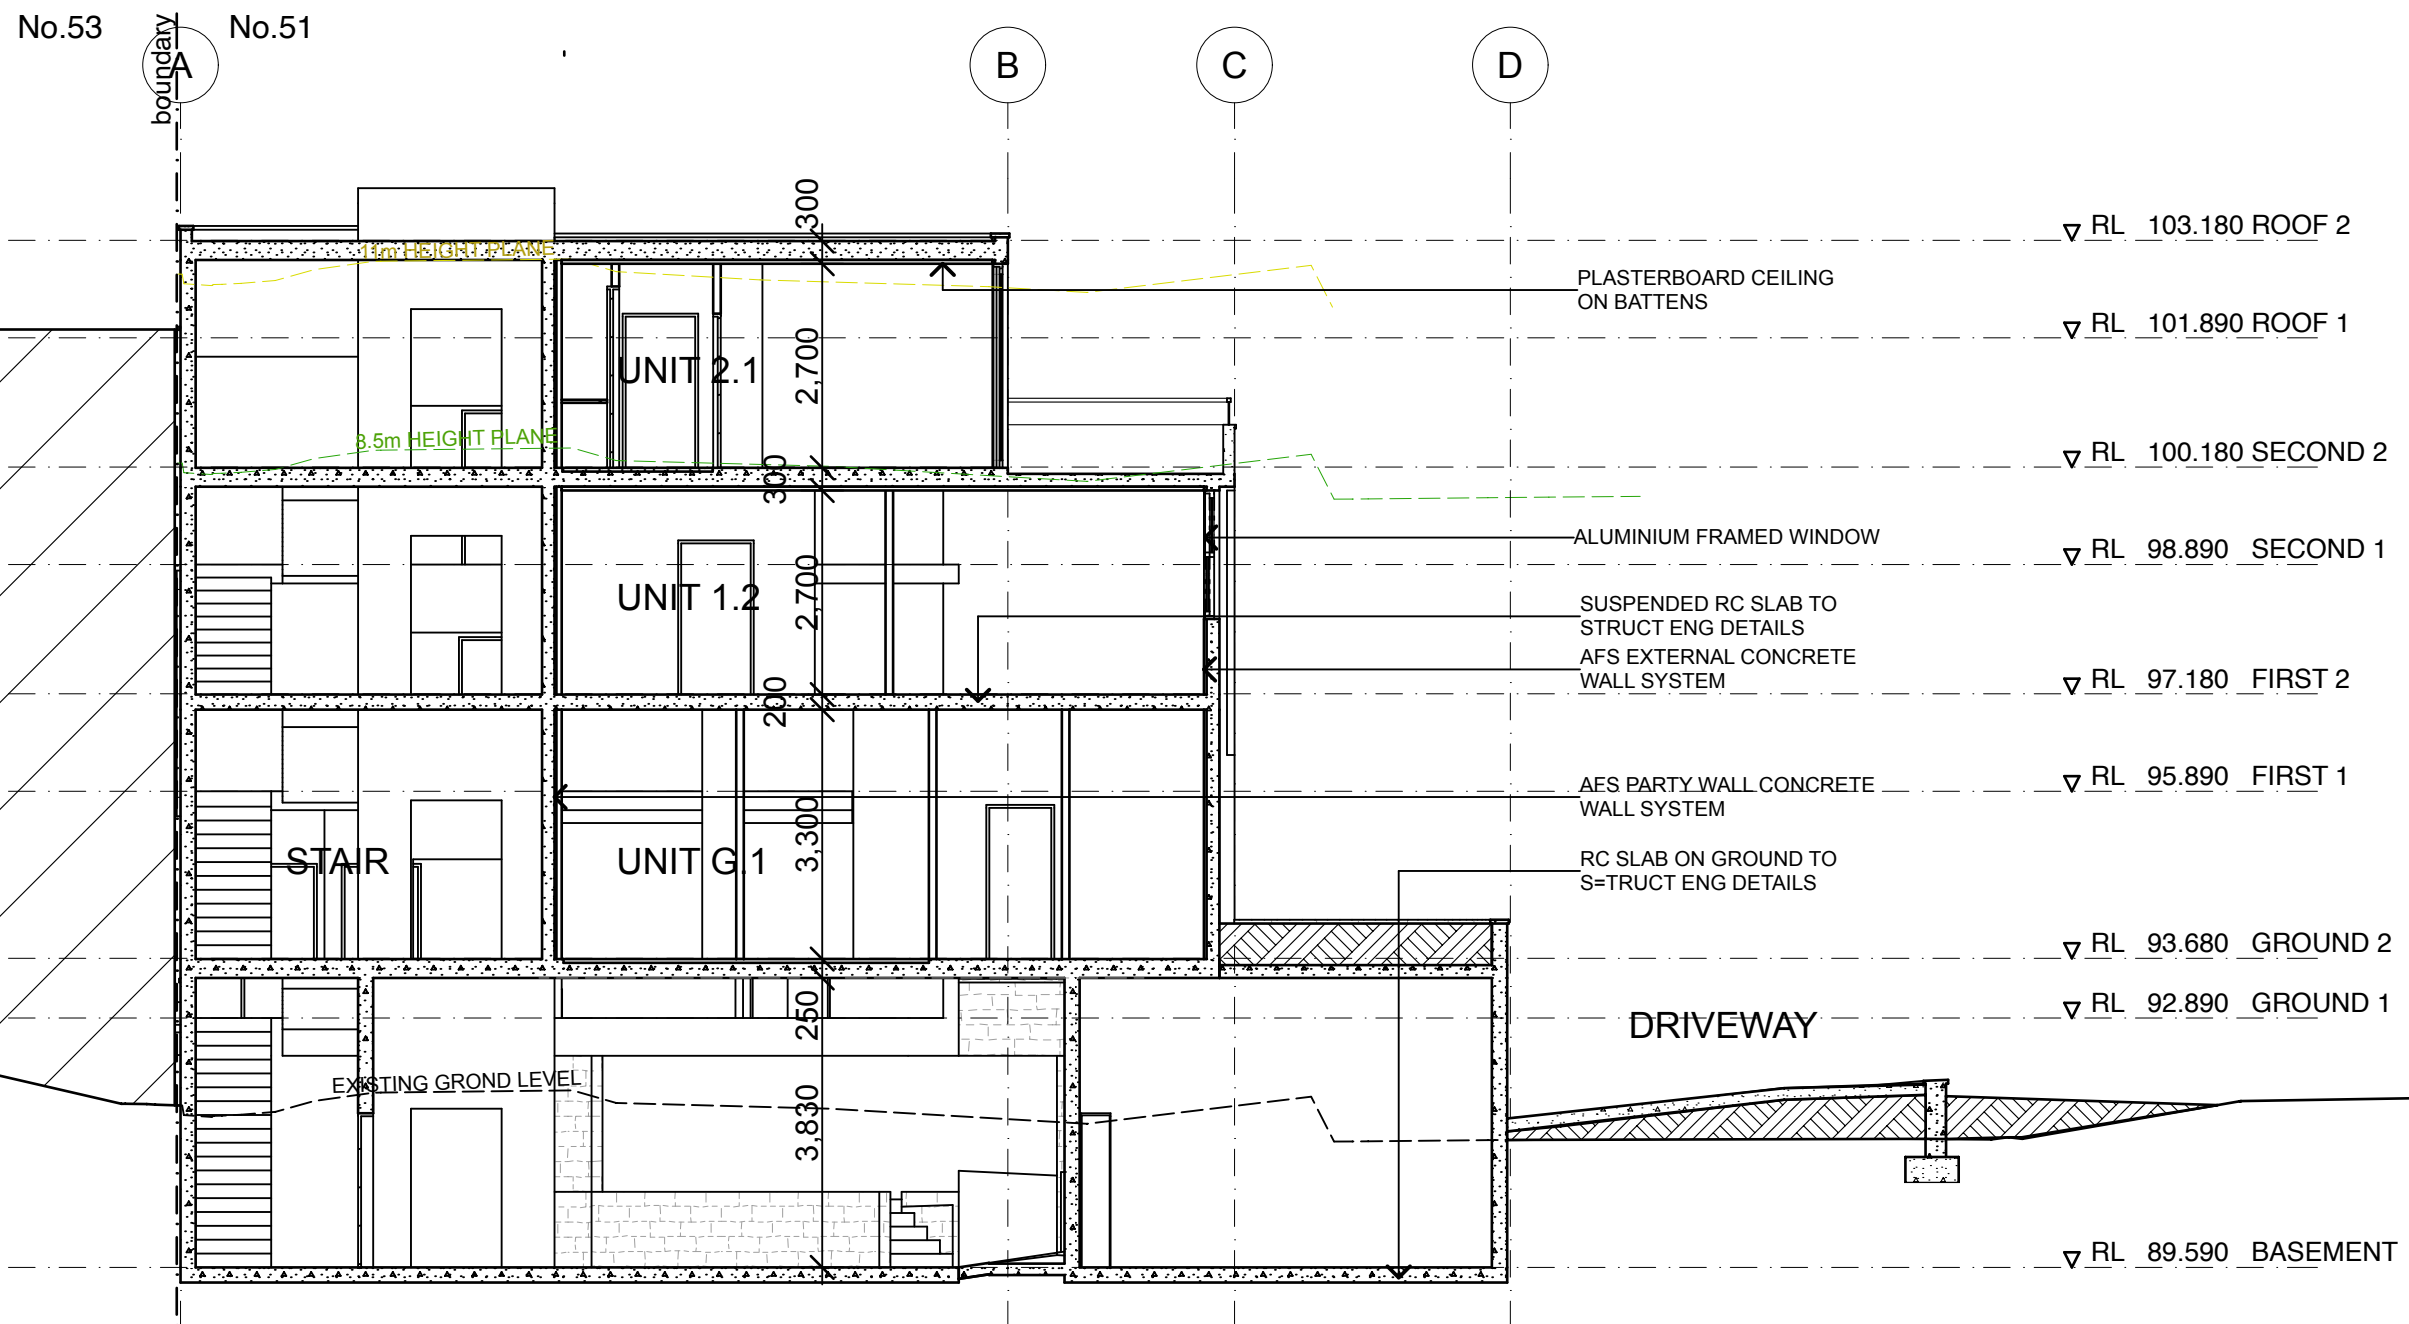 No.53
boundary
No.51
A
B
C
D
300
RL 103.180 ROOF 2
11m HEIGHT PLANE
PLASTERBOARD CEILING
ON BATTENS
RL 101.890 ROOF 1
UNIT 2.1
2,700
8.5m HEIGHT PLANE
RL 100.180 SECOND 2
300
ALUMINIUM FRAMED WINDOW
RL 98.890 SECOND 1
UNIT 1.2
2,700
SUSPENDED RC SLAB TO
STRUCT ENG DETAILS
AFS EXTERNAL CONCRETE
WALL SYSTEM
RL 97.180 FIRST 2
200
RL 95.890 FIRST 1
AFS PARTY WALL CONCRETE
WALL SYSTEM
STAIR
UNIT G.1
3,300
RC SLAB ON GROUND TO
S=TRUCT ENG DETAILS
RL 93.680 GROUND 2
250
RL 92.890 GROUND 1
DRIVEWAY
EXISTING GROND LEVEL
3,830
RL 89.590 BASEMENT